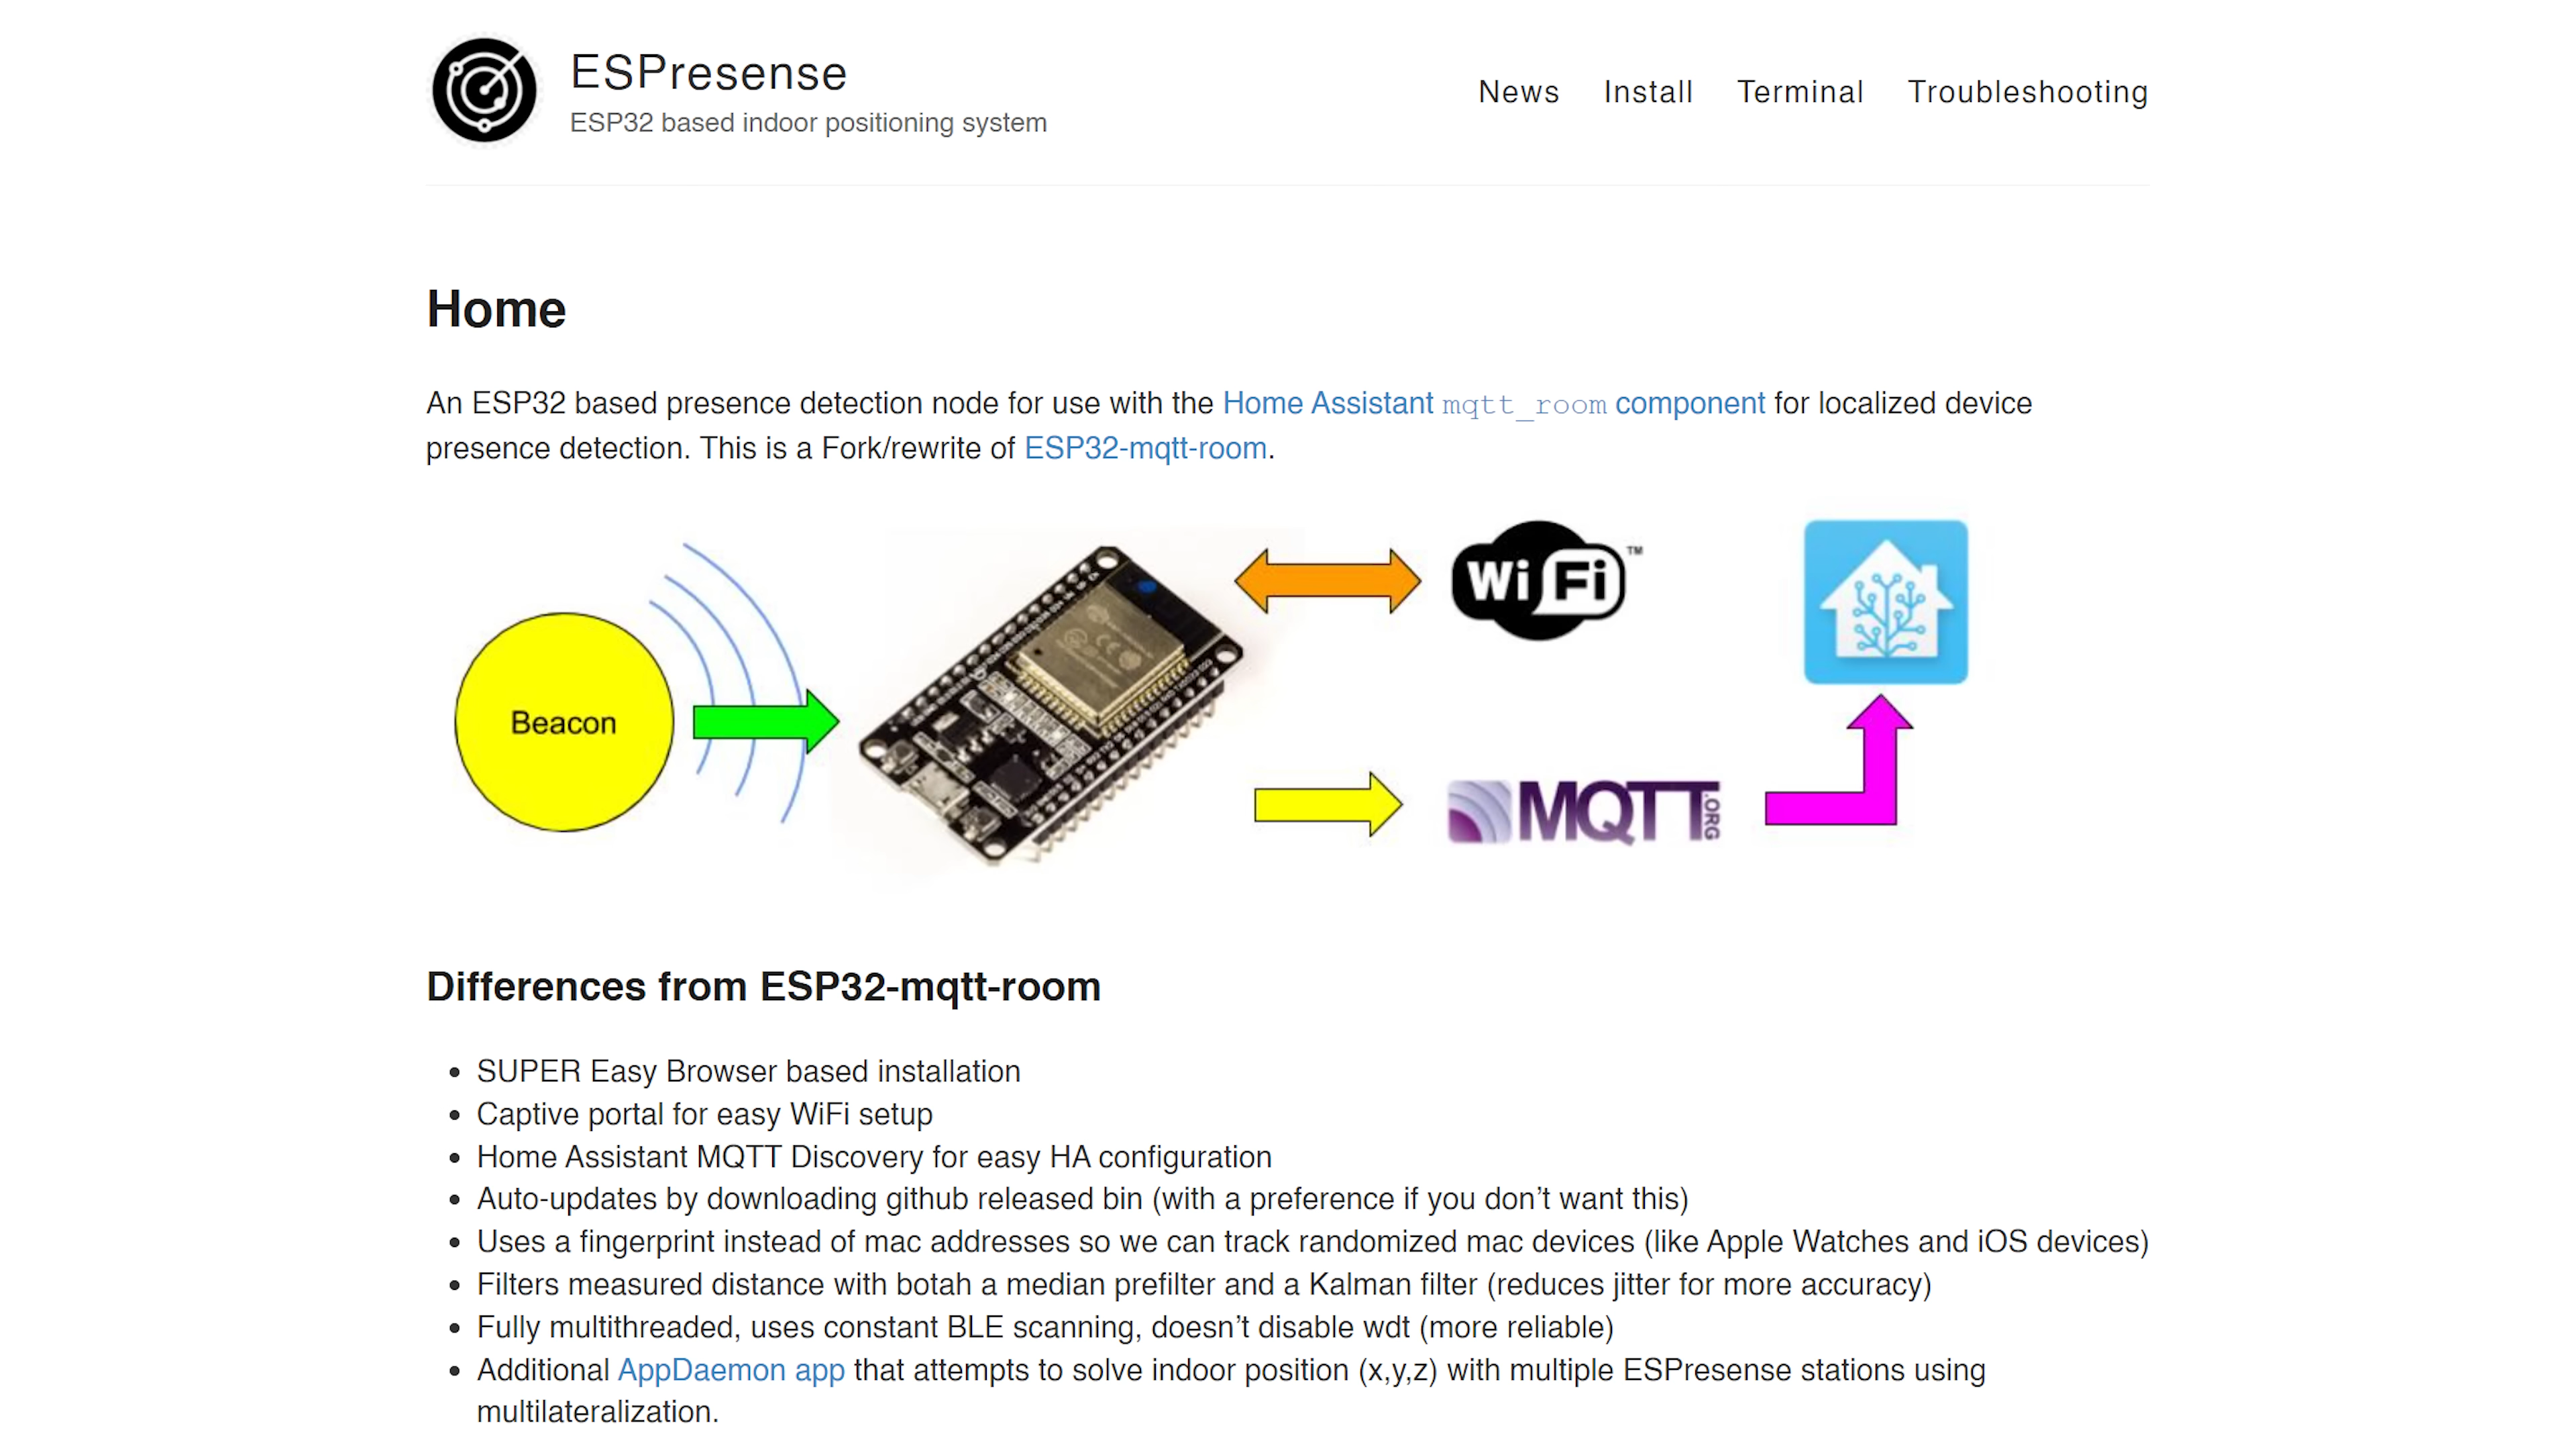 ESPresense
ESP32 based indoor positioning system
News Install Terminal Troubleshooting
Home
An ESP32 based presence detection node for use with the Home Assistant mqtt_room component for localized device
presence detection. This is a Fork/rewrite of ESP32-mqtt-room.
Beacon
WiFi™
MQTT.ORG
Differences from ESP32-mqtt-room
SUPER Easy Browser based installation
Captive portal for easy WiFi setup
Home Assistant MQTT Discovery for easy HA configuration
Auto-updates by downloading github released bin (with a preference if you don’t want this)
Uses a fingerprint instead of mac addresses so we can track randomized mac devices (like Apple Watches and iOS devices)
Filters measured distance with botah a median prefilter and a Kalman filter (reduces jitter for more accuracy)
Fully multithreaded, uses constant BLE scanning, doesn’t disable wdt (more reliable)
Additional AppDaemon app that attempts to solve indoor position (x,y,z) with multiple ESPresense stations using
multilateralization.